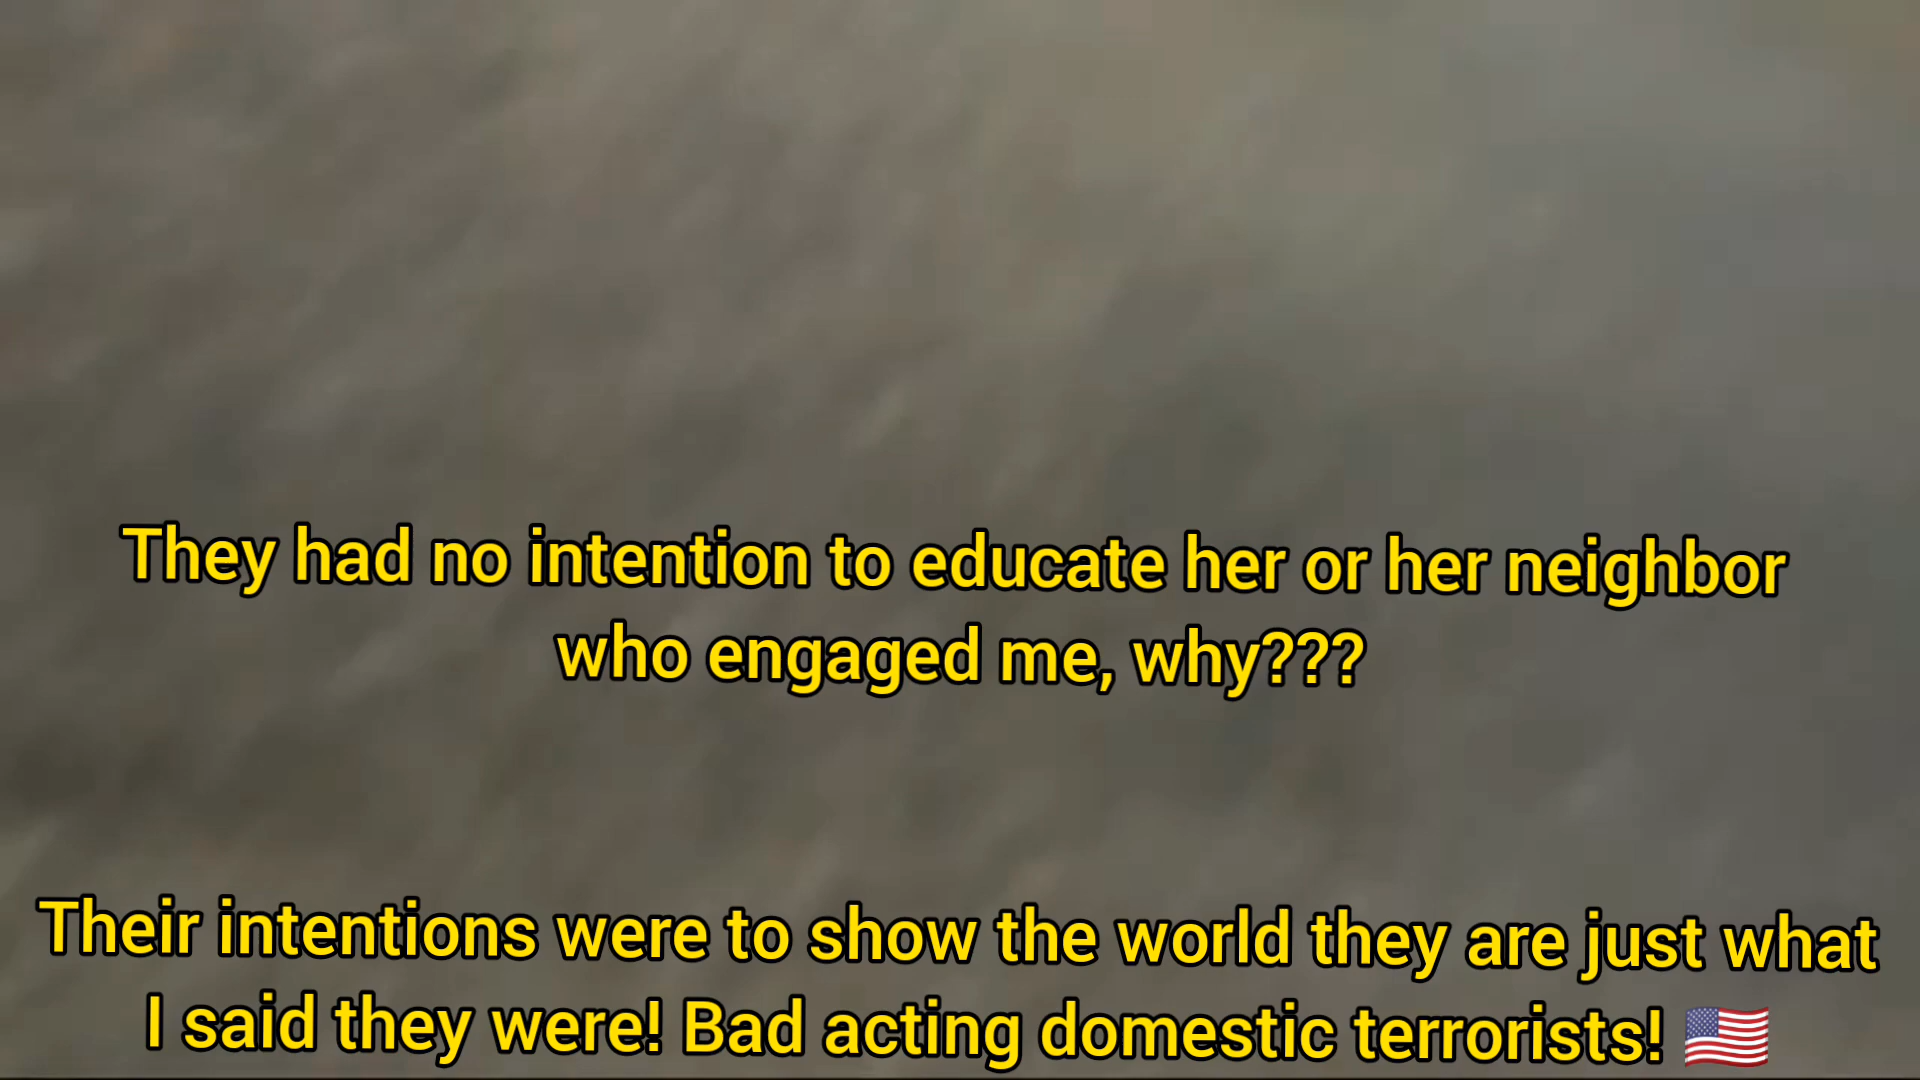 They had no intention to educate her or her neighbor
who engaged me, why???
Their intentions were to show the world they are just what
I said they were! Bad acting domestic terrorists! 🇺🇸